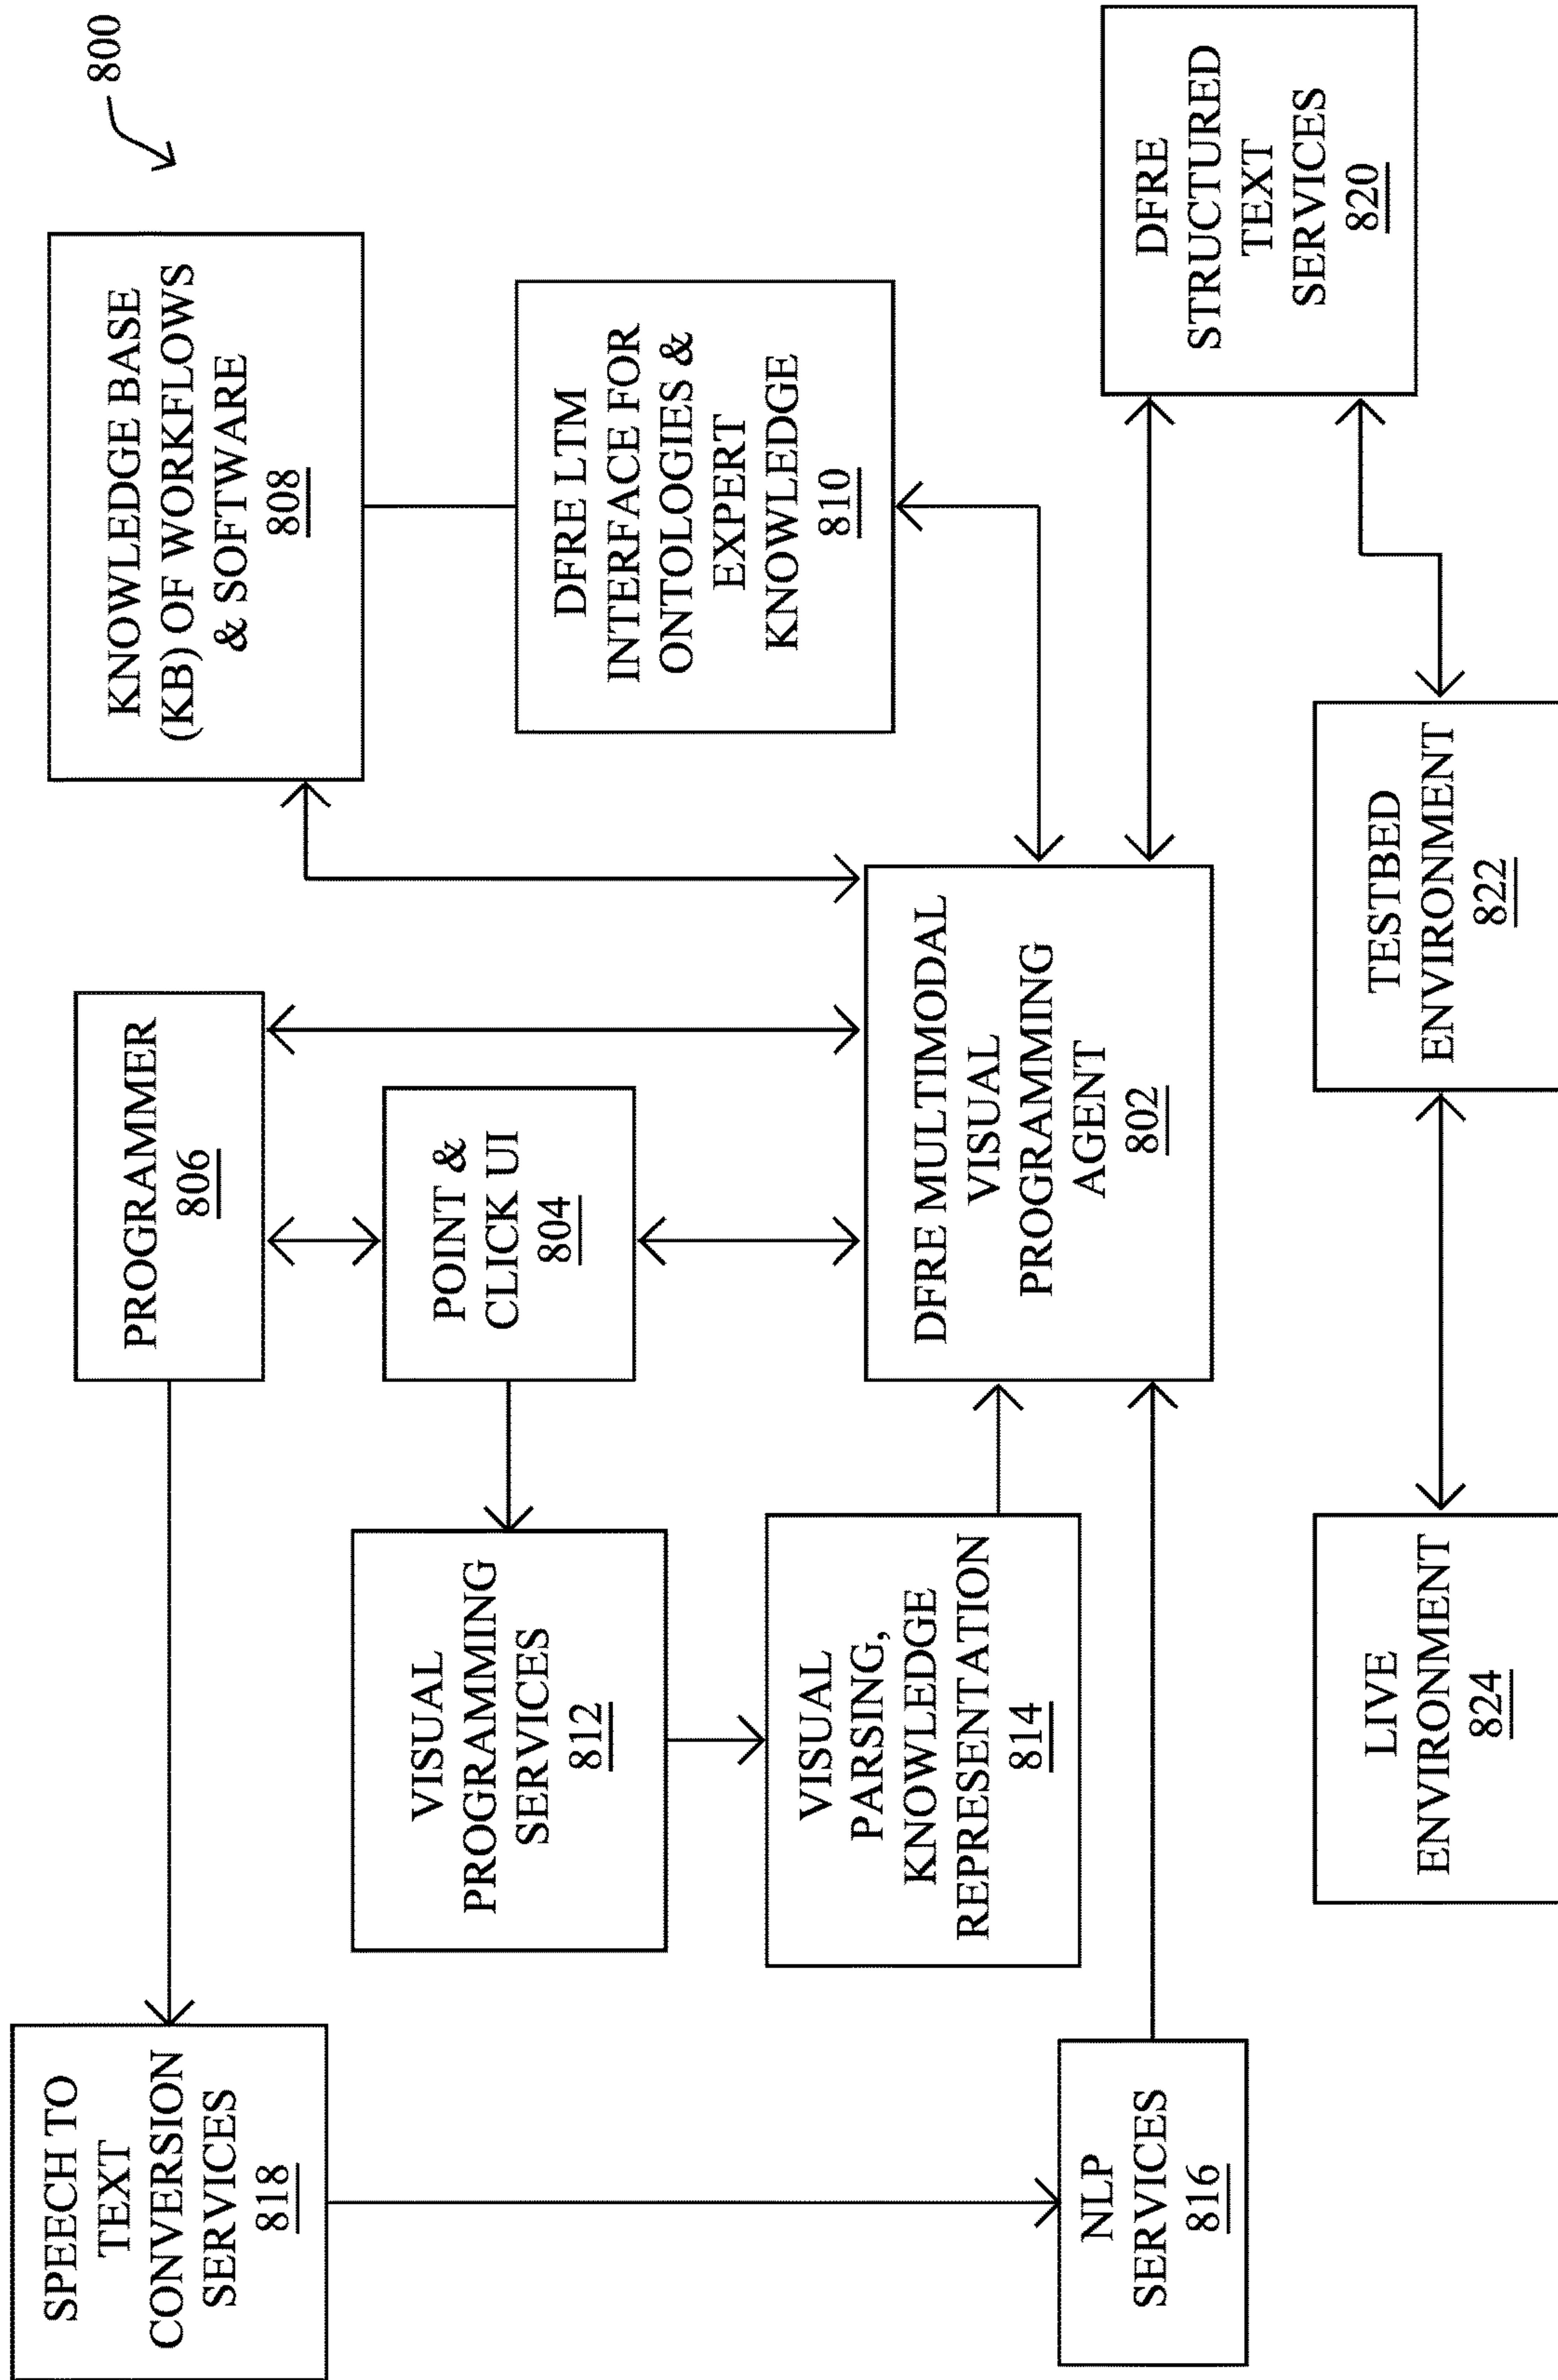 800
SPEECH TO
TEXT
CONVERSION
SERVICES
818
PROGRAMMER
806
KNOWLEDGE BASE
(KB) OF WORKFLOWS
& SOFTWARE
808
VISUAL
PROGRAMMING
SERVICES
812
POINT &
CLICK UI
804
DFRE LTM
INTERFACE FOR
ONTOLOGIES &
EXPERT
KNOWLEDGE
810
VISUAL
PARSING,
KNOWLEDGE
REPRESENTATION
814
DFRE MULTIMODAL
VISUAL
PROGRAMMING
AGENT
802
NLP
SERVICES
816
DFRE
STRUCTURED
TEXT
SERVICES
820
LIVE
ENVIRONMENT
824
TESTBED
ENVIRONMENT
822